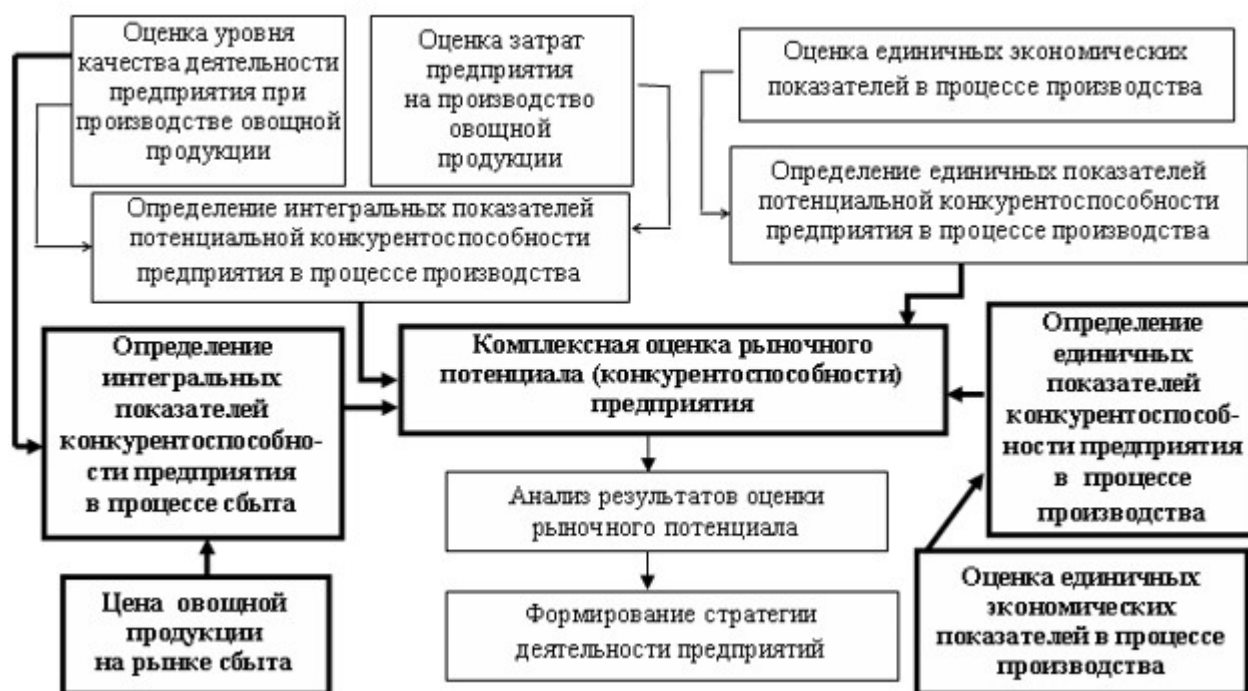 Оценка уровня
качества деятельности
предприятия при
производстве овощной
продукции
Оценка затрат
предприятия
на производство
овощной
продукции
Оценка единичных экономических
показателей в процессе производства
Определение интегральных показателей
потенциальной конкурентоспособности
предприятия в процессе производства
Определение единичных показателей
потенциальной конкурентоспособности
предприятия в процессе производства
Определение
интегральных
показателей
конкурентоспособно-
сти предприятия
в процессе сбыта
Комплексная оценка рыночного
потенциала (конкурентоспособности)
предприятия
Определение
единичных
показателей
конкурентоспособ-
ности предприятия
в процессе
производства
Анализ результатов оценки
рыночного потенциала
Цена овощной
продукции
на рынке сбыта
Формирование стратегии
деятельности предприятий
Оценка единичных
экономических
показателей в процессе
производства